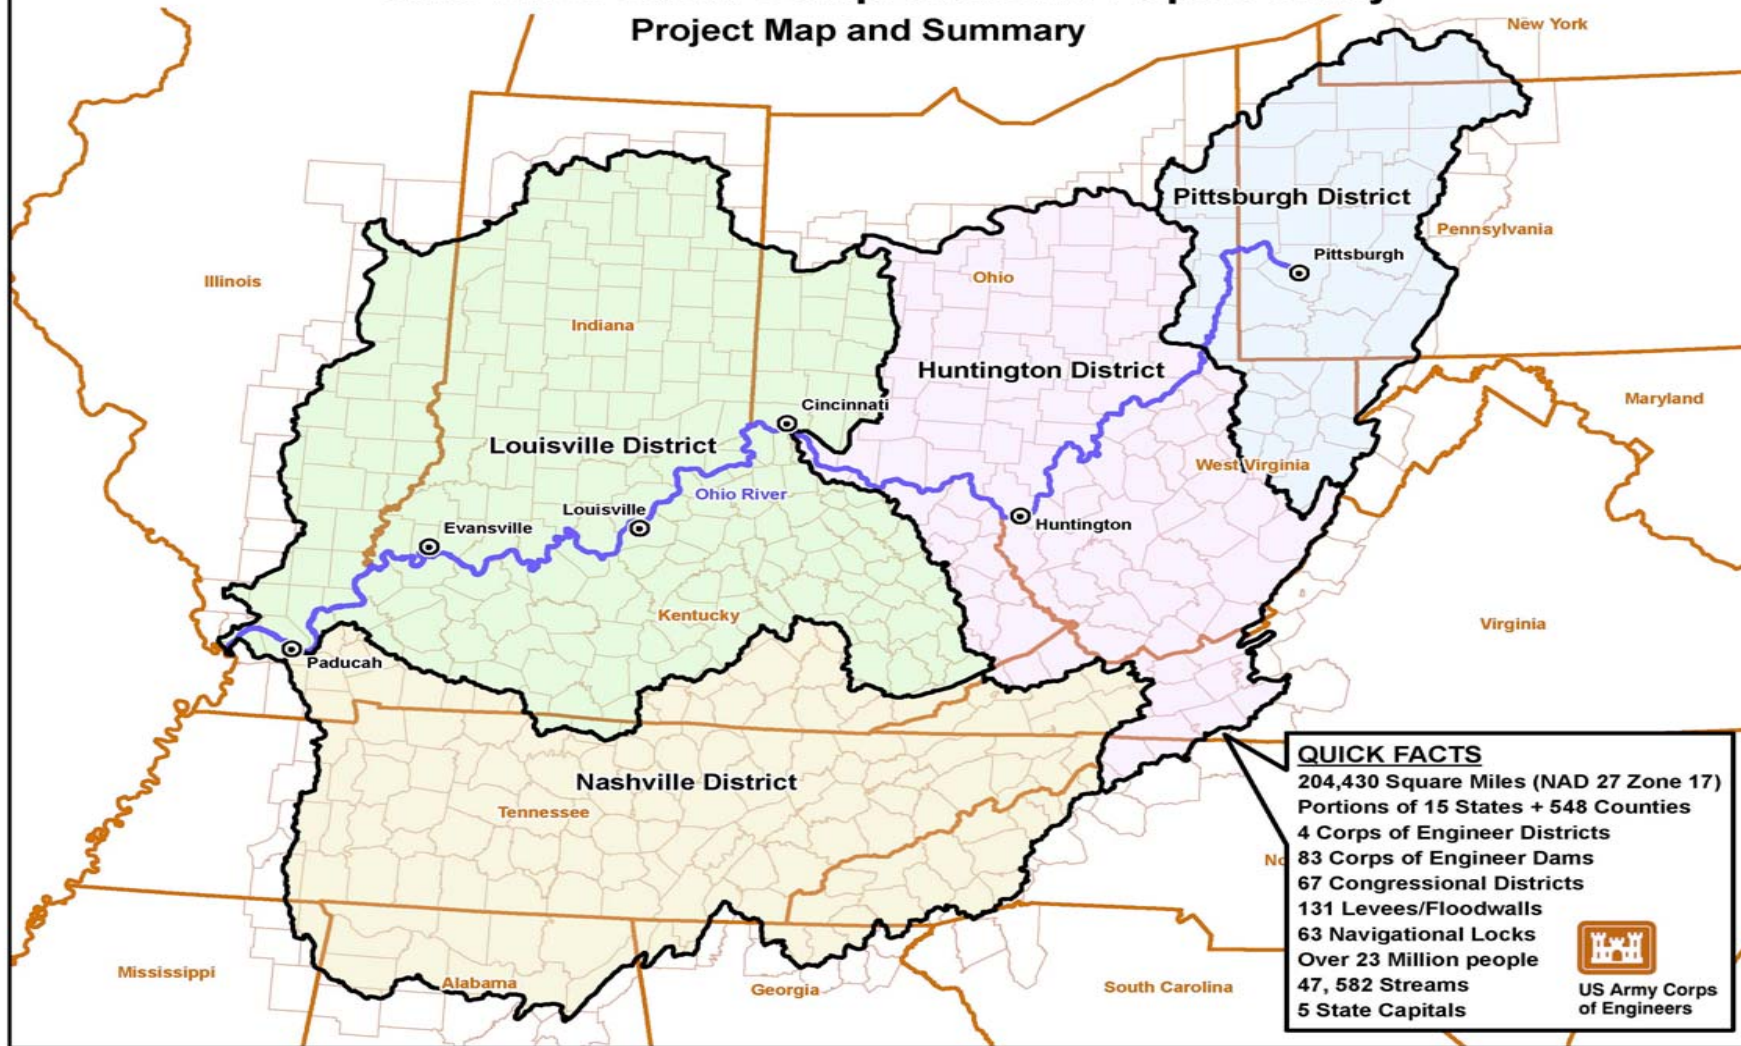 Project Map and Summary
New York
Pittsburgh District
Pennsylvania
Pittsburgh
Illinois
Ohio
Indiana
Huntington District
Maryland
Cincinnati
Louisville District
West Virginia
Ohio River
Louisville
Evansville
Huntington
Kentucky
Virginia
Paducah
Nashville District
Tennessee
QUICK FACTS
204,430 Square Miles (NAD 27 Zone 17)
Portions of 15 States + 548 Counties
4 Corps of Engineer Districts
83 Corps of Engineer Dams
67 Congressional Districts
131 Levees/Floodwalls
63 Navigational Locks
Over 23 Million people
47, 582 Streams
5 State Capitals
US Army Corps
of Engineers
Mississippi
Alabama
Georgia
South Carolina